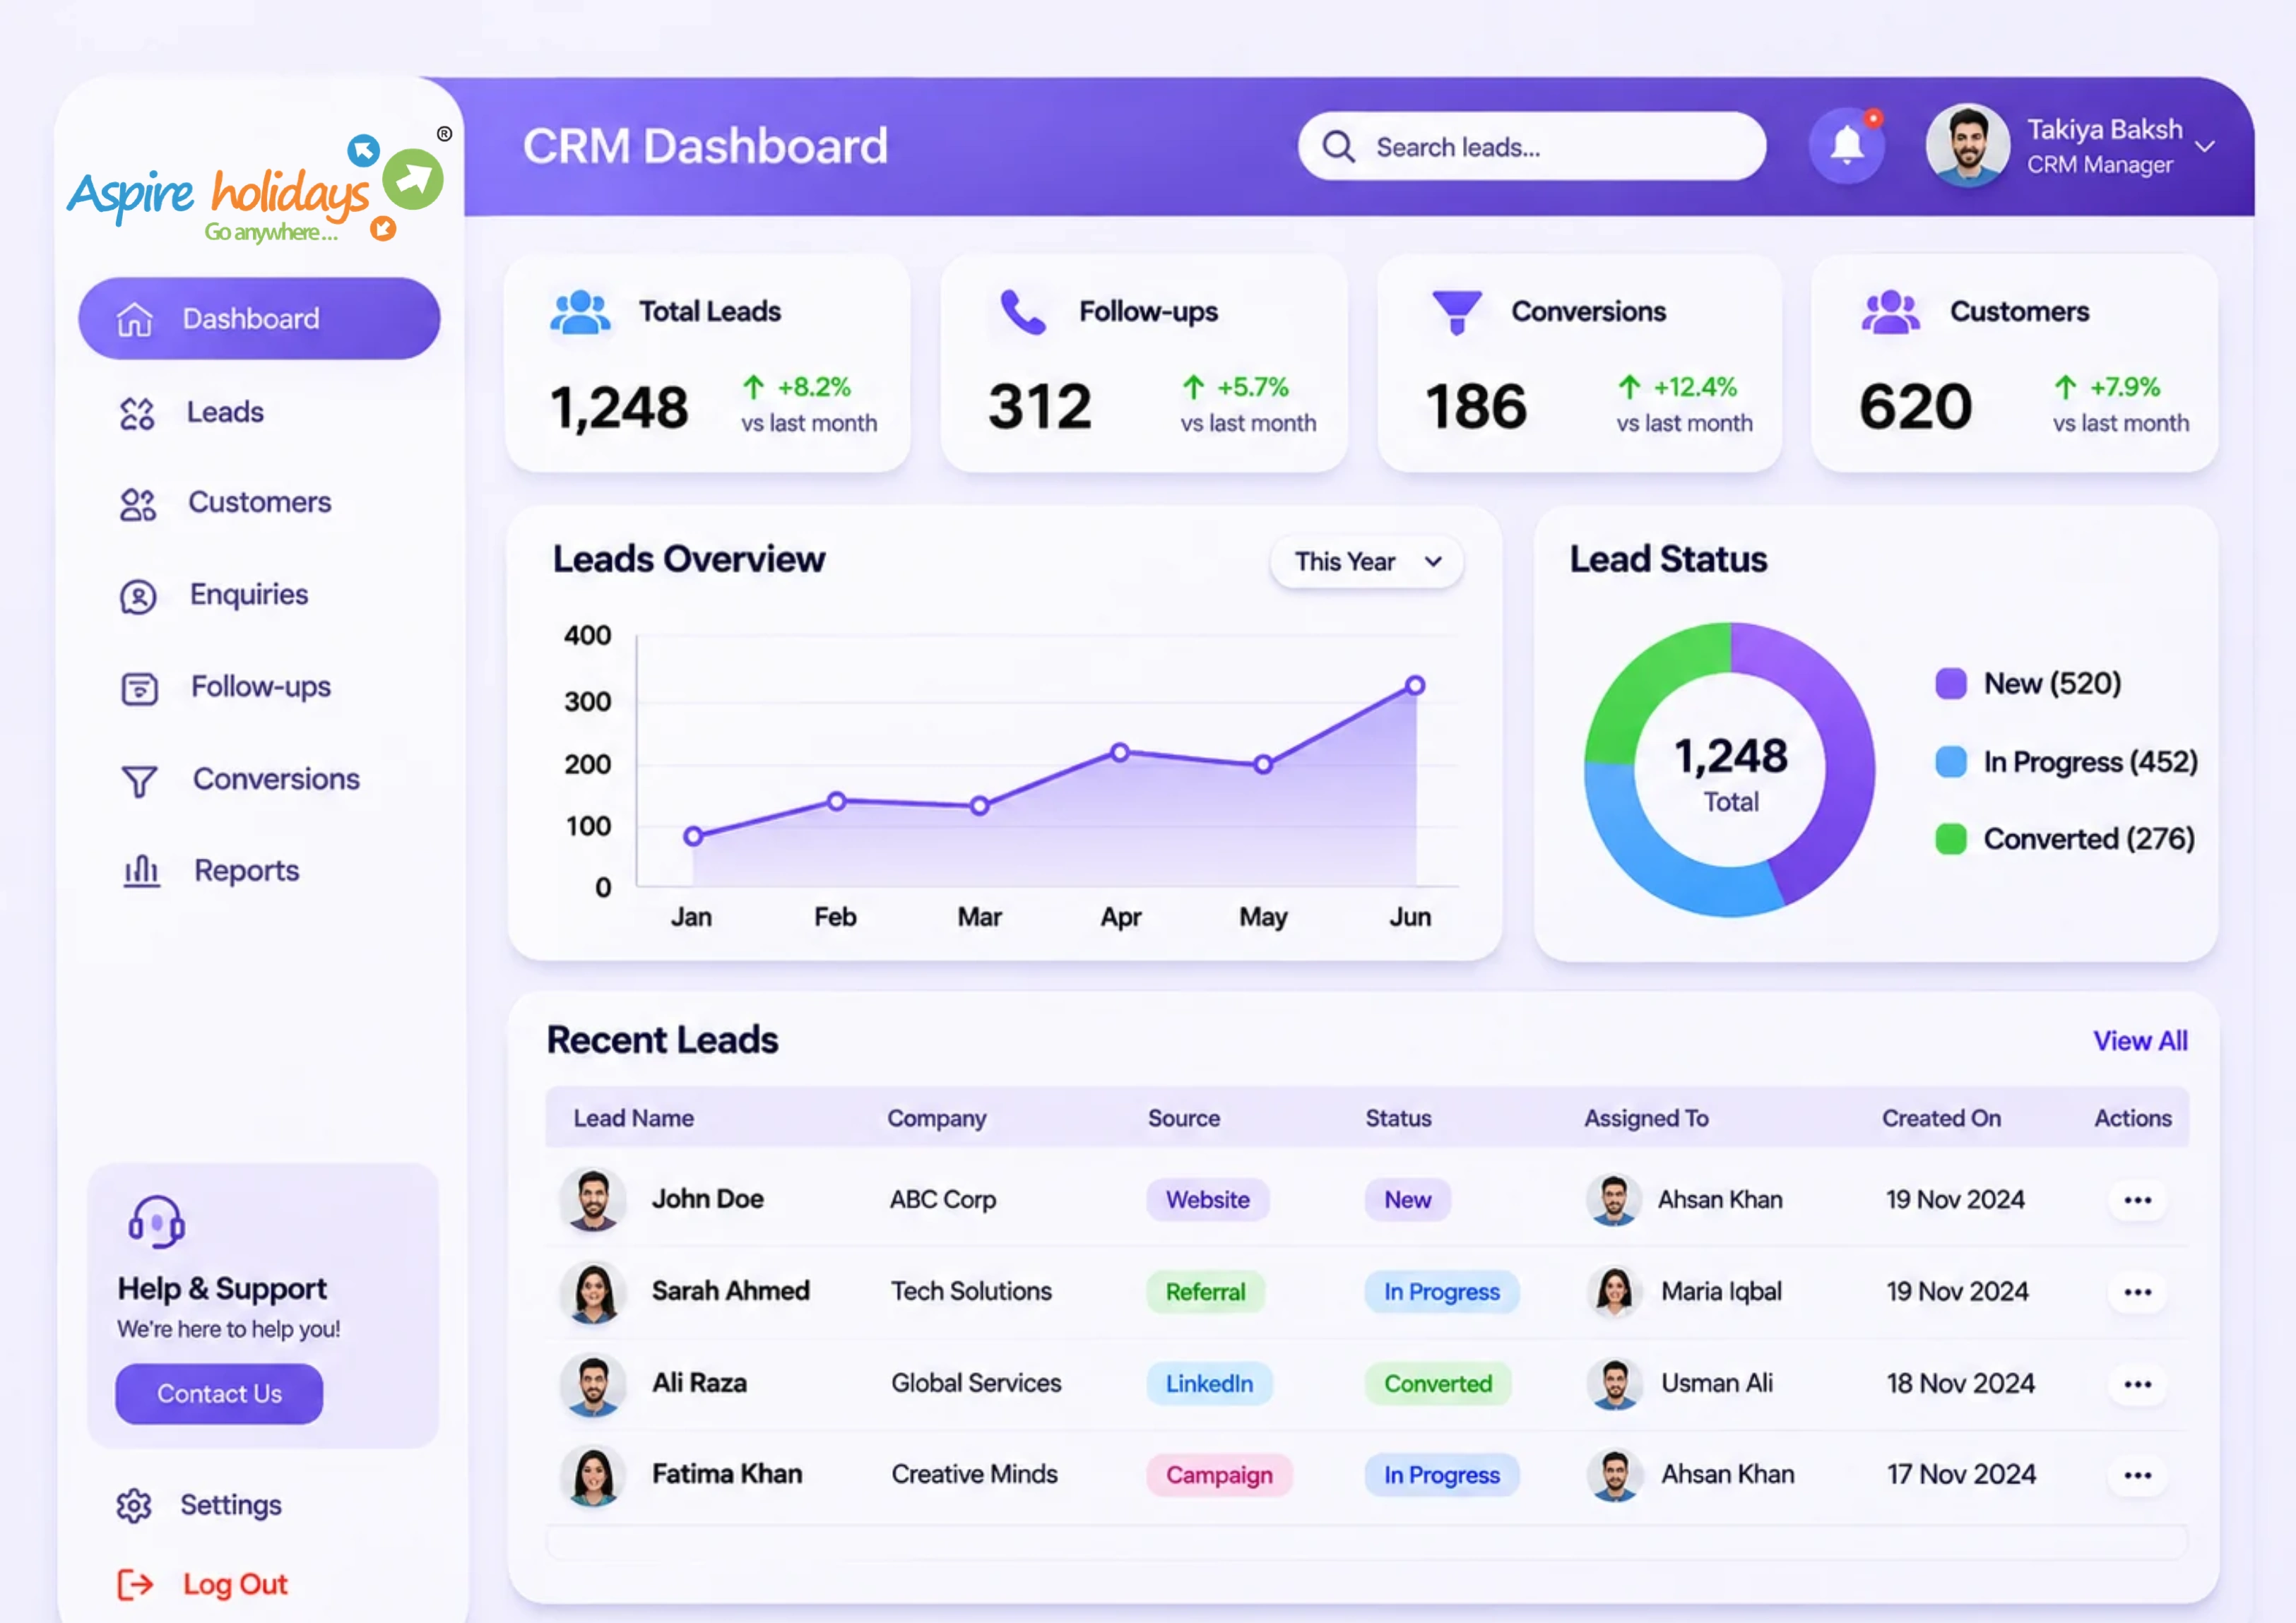 Aspire holidays ®
Go anywhere...
Dashboard
Leads
Customers
Enquiries
Follow-ups
Conversions
Reports
Help & Support
We're here to help you!
Contact Us
Settings
Log Out
CRM Dashboard
Search leads...
Takiya Baksh
CRM Manager
Total Leads
1,248
+8.2%
vs last month
Follow-ups
312
+5.7%
vs last month
Conversions
186
+12.4%
vs last month
Customers
620
+7.9%
vs last month
Leads Overview
This Year
400
300
200
100
0
Jan Feb Mar Apr May Jun
Lead Status
1,248
Total
New (520)
In Progress (452)
Converted (276)
Recent Leads
View All
Lead Name Company Source Status Assigned To Created On Actions
John Doe ABC Corp Website New Ahsan Khan 19 Nov 2024
Sarah Ahmed Tech Solutions Referral In Progress Maria Iqbal 19 Nov 2024
Ali Raza Global Services LinkedIn Converted Usman Ali 18 Nov 2024
Fatima Khan Creative Minds Campaign In Progress Ahsan Khan 17 Nov 2024